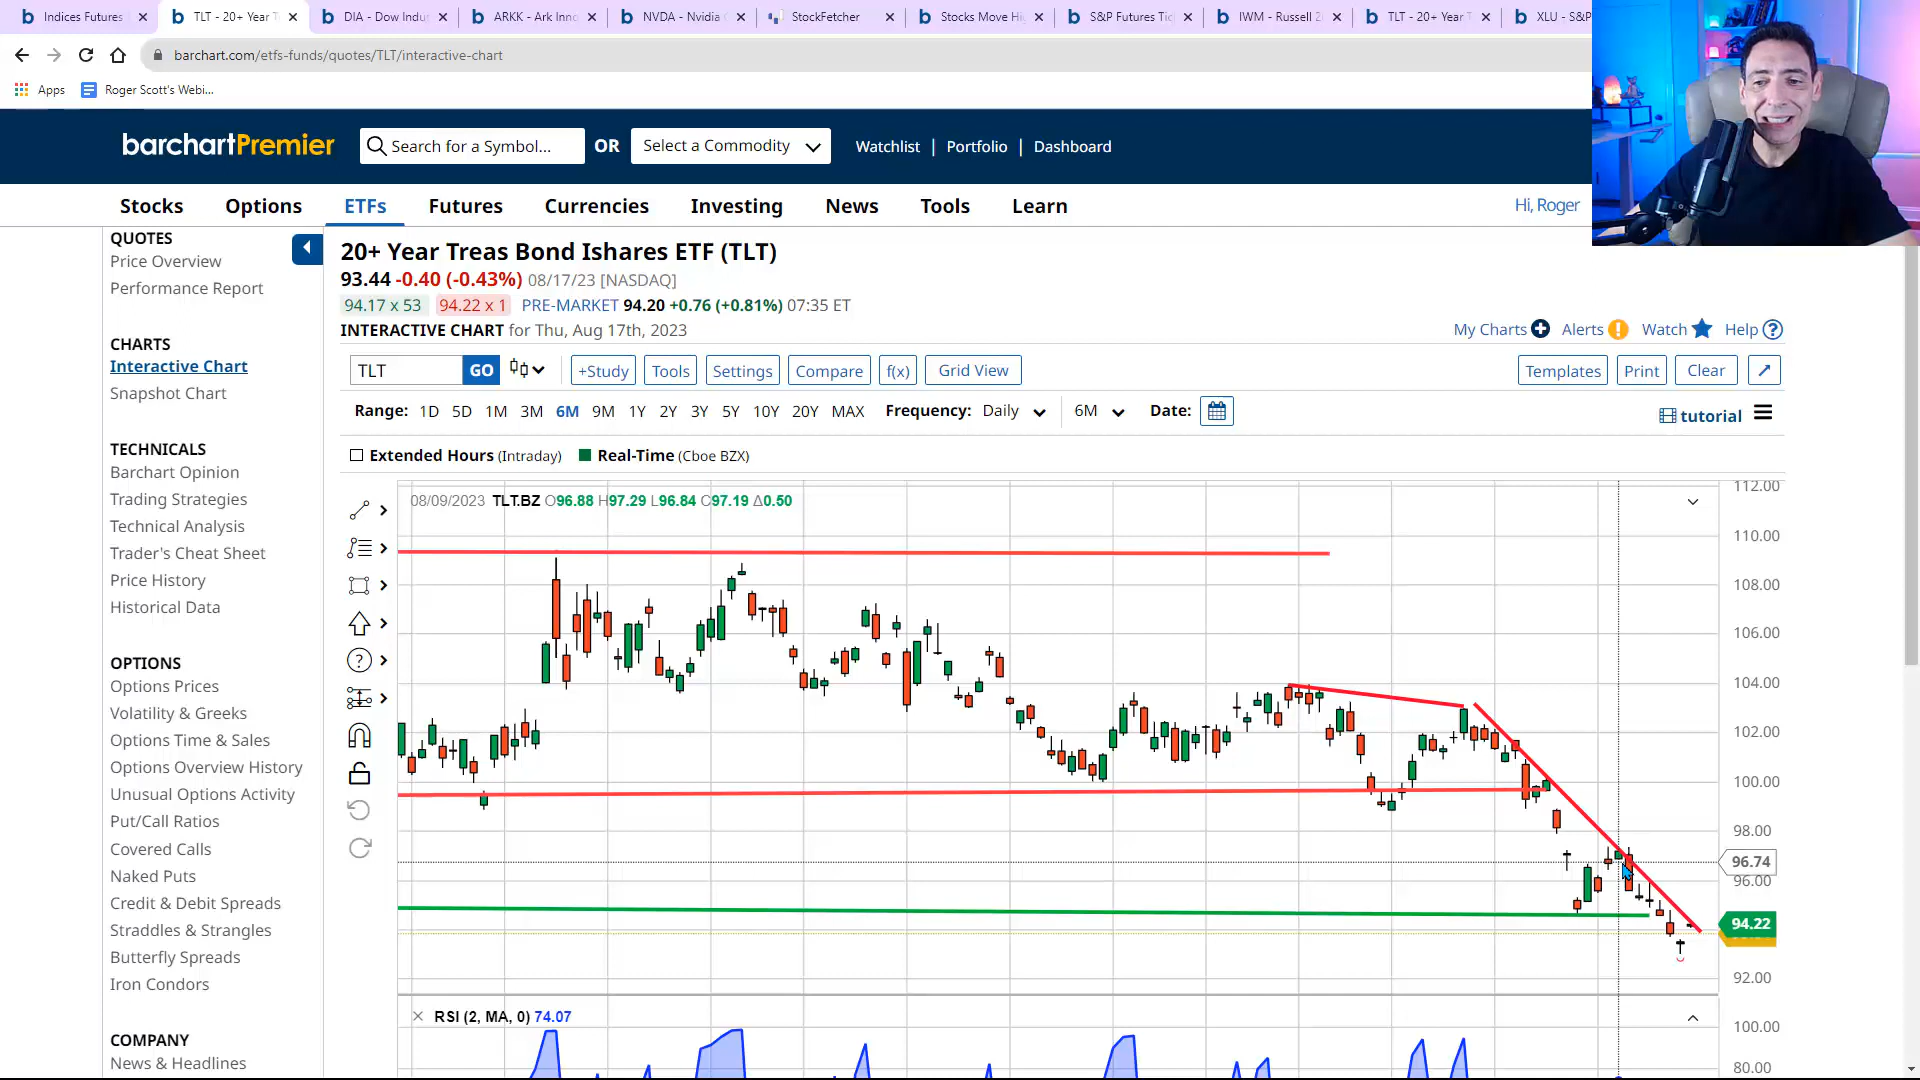 Indices Futures
TLT - 20+ Year T
DIA - Dow Indu
ARKK - Ark Inno
NVDA - Nvidia
StockFetcher
Stocks Move Hi
S&P Futures Tic
IWM - Russell 2
TLT - 20+ Year T
XLU - S&P
barchart.com/etfs-funds/quotes/TLT/interactive-chart
Apps
Roger Scott's Webi...
barchartPremier
Search for a Symbol...
OR
Select a Commodity
Watchlist | Portfolio | Dashboard
Stocks Options ETFs Futures Currencies Investing News Tools Learn
Hi, Roger
QUOTES
Price Overview
Performance Report
CHARTS
Interactive Chart
Snapshot Chart
TECHNICALS
Barchart Opinion
Trading Strategies
Technical Analysis
Trader's Cheat Sheet
Price History
Historical Data
OPTIONS
Options Prices
Volatility & Greeks
Options Time & Sales
Options Overview History
Unusual Options Activity
Put/Call Ratios
Covered Calls
Naked Puts
Credit & Debit Spreads
Straddles & Strangles
Butterfly Spreads
Iron Condors
COMPANY
News & Headlines
20+ Year Treas Bond Ishares ETF (TLT)
93.44 -0.40 (-0.43%) 08/17/23 [NASDAQ]
94.17 x 53 94.22 x 1 PRE-MARKET 94.20 +0.76 (+0.81%) 07:35 ET
INTERACTIVE CHART for Thu, Aug 17th, 2023
My Charts Alerts Watch Help
TLT GO +Study Tools Settings Compare f(x) Grid View
Templates Print Clear
Range: 1D 5D 1M 3M 6M 9M 1Y 2Y 3Y 5Y 10Y 20Y MAX Frequency: Daily 6M Date:
tutorial
Extended Hours (Intraday) Real-Time (Cboe BZX)
08/09/2023 TLT.BZ O96.88 H97.29 L96.84 C97.19 Δ0.50
112.00
110.00
108.00
106.00
104.00
102.00
100.00
98.00
96.74
96.00
94.22
92.00
RSI (2, MA, 0) 74.07
100.00
80.00